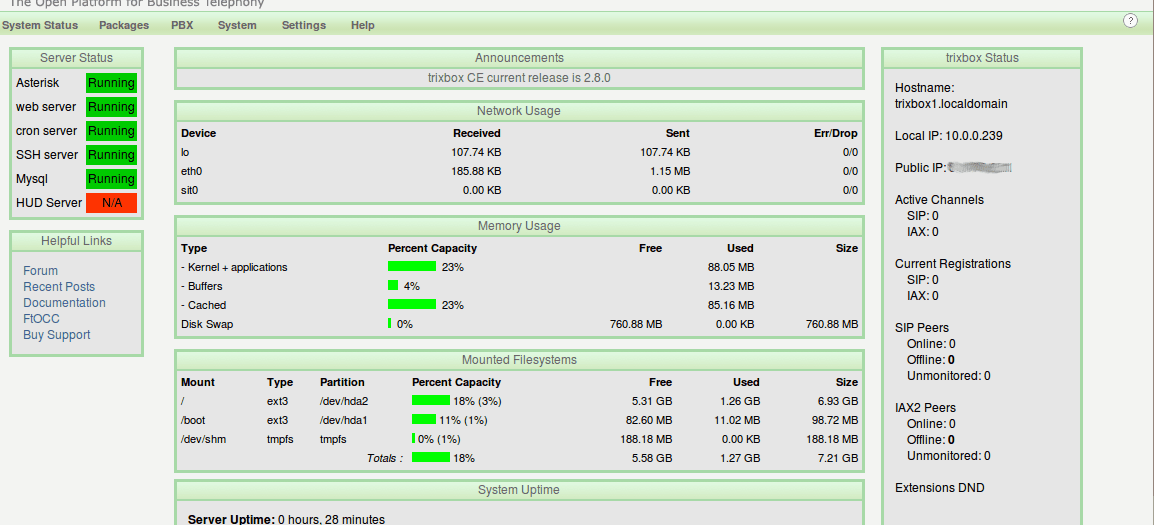 The Open Platform for Business Telephony
System Status Packages PBX System Settings Help ?
Server Status
Asterisk Running
web server Running
cron server Running
SSH server Running
Mysql Running
HUD Server N/A
Helpful Links
Forum
Recent Posts
Documentation
FtOCC
Buy Support
Announcements
trixbox CE current release is 2.8.0
Network Usage
Device Received Sent Err/Drop
lo 107.74 KB 107.74 KB 0/0
eth0 185.88 KB 1.15 MB 0/0
sit0 0.00 KB 0.00 KB 0/0
Memory Usage
Type Percent Capacity Free Used Size
- Kernel + applications 23% 88.05 MB
- Buffers 4% 13.23 MB
- Cached 23% 85.16 MB
Disk Swap 0% 760.88 MB 0.00 KB 760.88 MB
Mounted Filesystems
Mount Type Partition Percent Capacity Free Used Size
/ ext3 /dev/hda2 18% (3%) 5.31 GB 1.26 GB 6.93 GB
/boot ext3 /dev/hda1 11% (1%) 82.60 MB 11.02 MB 98.72 MB
/dev/shm tmpfs tmpfs 0% (1%) 188.18 MB 0.00 KB 188.18 MB
Totals : 18% 5.58 GB 1.27 GB 7.21 GB
System Uptime
Server Uptime: 0 hours, 28 minutes
trixbox Status
Hostname:
trixbox1.localdomain
Local IP: 10.0.0.239
Public IP:
Active Channels
SIP: 0
IAX: 0
Current Registrations
SIP: 0
IAX: 0
SIP Peers
Online: 0
Offline: 0
Unmonitored: 0
IAX2 Peers
Online: 0
Offline: 0
Unmonitored: 0
Extensions DND